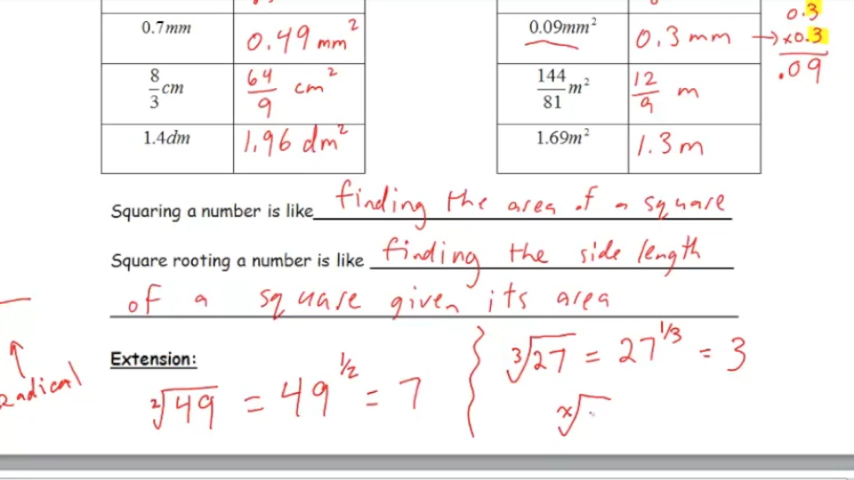 0.7mm 0.49 mm² 0.09mm² 0.3 mm → 0.3
x0.3
.09
8/3 cm 64/9 cm² 144/81 m² 12/9 m
1.4dm 1.96 dm² 1.69m² 1.3 m
Squaring a number is like finding the area of a square
Square rooting a number is like finding the side length
of a square given its area
Extension:
Radical
²√49 = 49^1/2 = 7
³√27 = 27^1/3 = 3
ˣ√